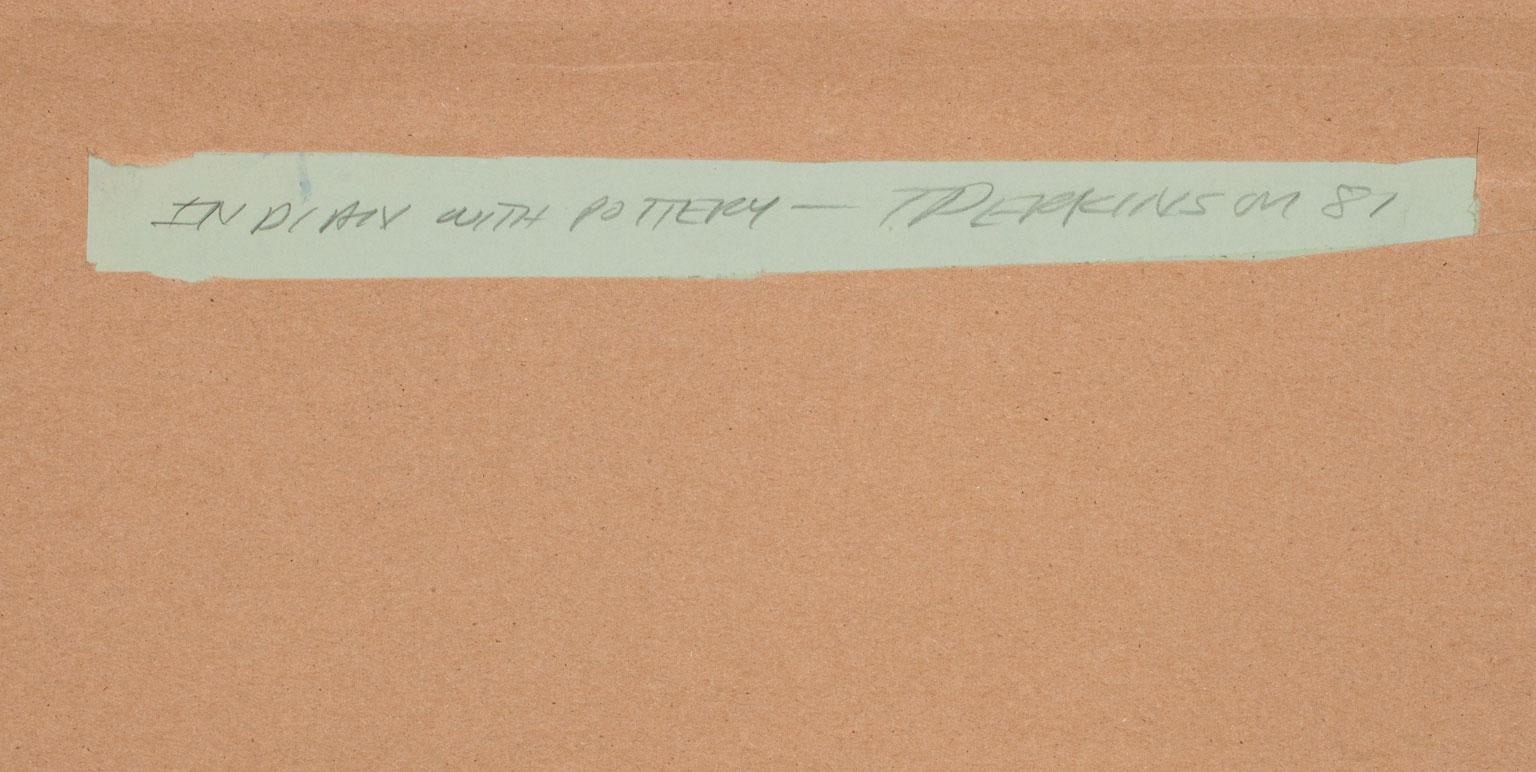 INDIAN WITH POTTERY — T. PERKINSON 81